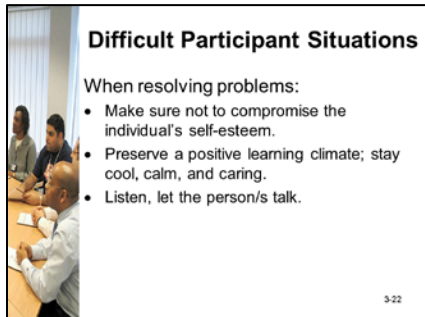 Difficult Participant Situations
When resolving problems:
• Make sure not to compromise the
individual's self-esteem.
• Preserve a positive learning climate; stay
cool, calm, and caring.
• Listen, let the person/s talk.
3-22